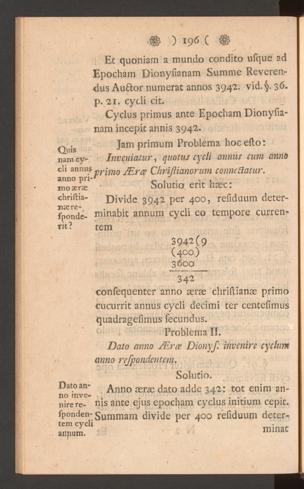 ) 196 (
Et quoniam a mundo condito usque ad
Epocham Dionysianam Summe Reveren-
dus Auctor numerat annos 3942. vid. §. 36.
p. 21. cycli cit.
Cyclus primus ante Epocham Dionysia-
nam incepit annis 3942.
Jam primum Problema hoc esto:
Inveniatur, quotus cycli annus cum anno
primo Æræ Christianorum connectatur.
Quis
nam cy-
cli annus
anno pri-
mo æræ
christia-
næ re-
sponde-
rit?
Solutio erit hæc:
Divide 3942 per 400, residuum deter-
minabit annum cycli eo tempore curren-
tem
3942(9
(400)
3600
342
consequenter anno æræ christianæ primo
cucurrit annus cycli decimi ter centesimus
quadragesimus secundus.
Problema II.
Dato anno Æræ Dionys. invenire cyclum
anno respondentem.
Solutio.
Dato an-
no inve-
nire re-
sponden-
tem cycli
annum.
Anno æræ dato adde 342: tot enim an-
nis ante ejus epocham cyclus initium cepit.
Summam divide per 400 residuum deter-
minat